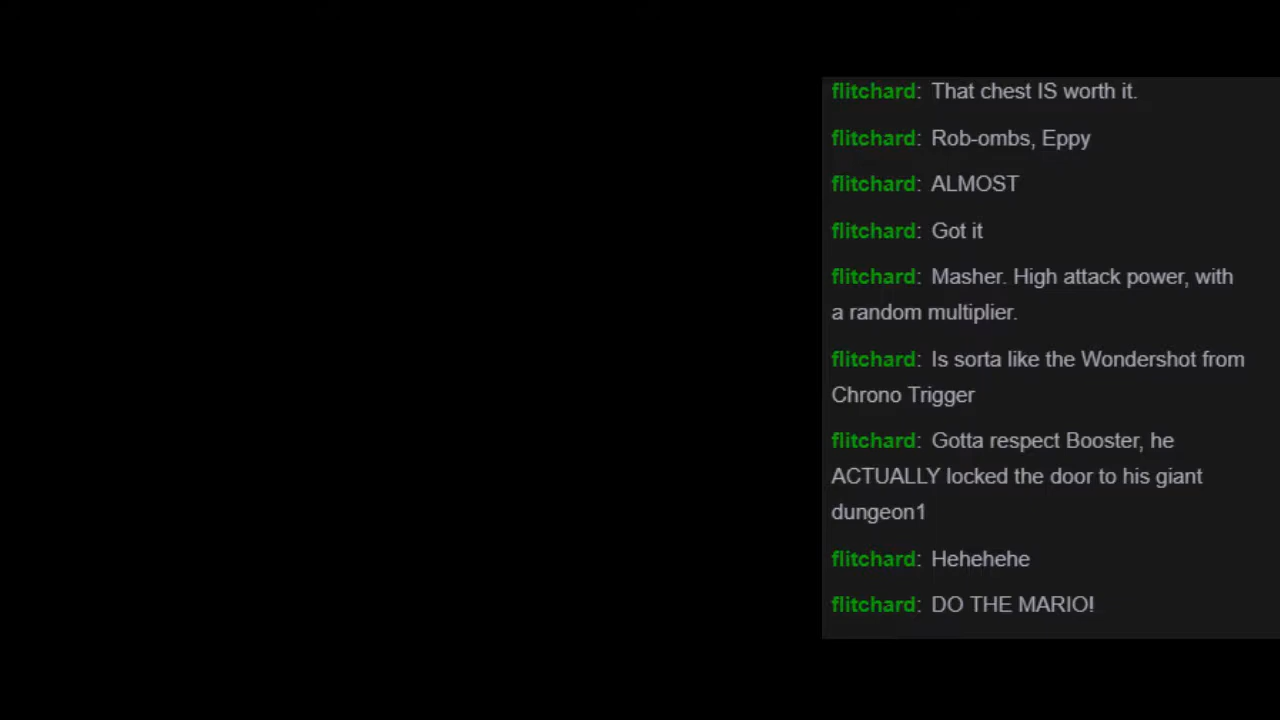 flitchard: That chest IS worth it.
flitchard: Rob-ombs, Eppy
flitchard: ALMOST
flitchard: Got it
flitchard: Masher. High attack power, with
a random multiplier.
flitchard: Is sorta like the Wondershot from
Chrono Trigger
flitchard: Gotta respect Booster, he
ACTUALLY locked the door to his giant
dungeon1
flitchard: Hehehehe
flitchard: DO THE MARIO!